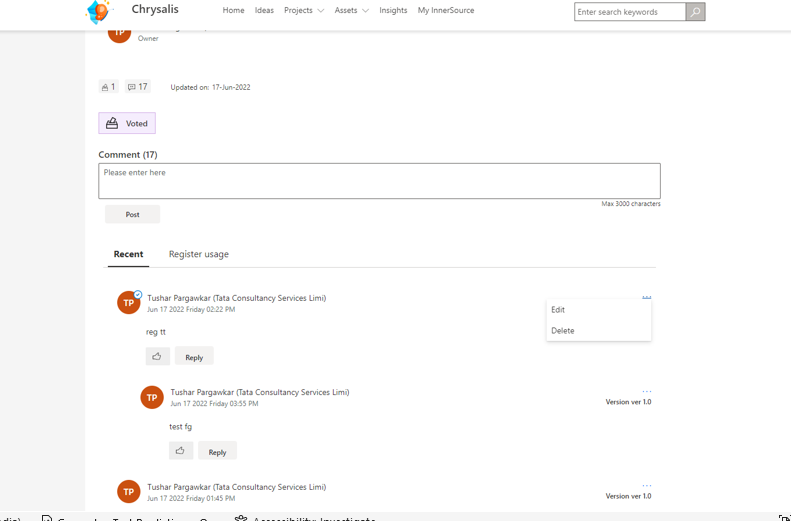 Chrysalis Home Ideas Projects Assets Insights My InnerSource Enter search keywords
TP
Owner
1 17 Updated on: 17-Jun-2022
Voted
Comment (17)
Please enter here
Max 3000 characters
Post
Recent Register usage
TP Tushar Pargawkar (Tata Consultancy Services Limi) ...
Jun 17 2022 Friday 02:22 PM
Edit
reg tt
Delete
Reply
TP Tushar Pargawkar (Tata Consultancy Services Limi) ...
Jun 17 2022 Friday 03:55 PM Version ver 1.0
test fg
Reply
TP Tushar Pargawkar (Tata Consultancy Services Limi) ...
Jun 17 2022 Friday 01:45 PM Version ver 1.0
Accessibility: Investigate